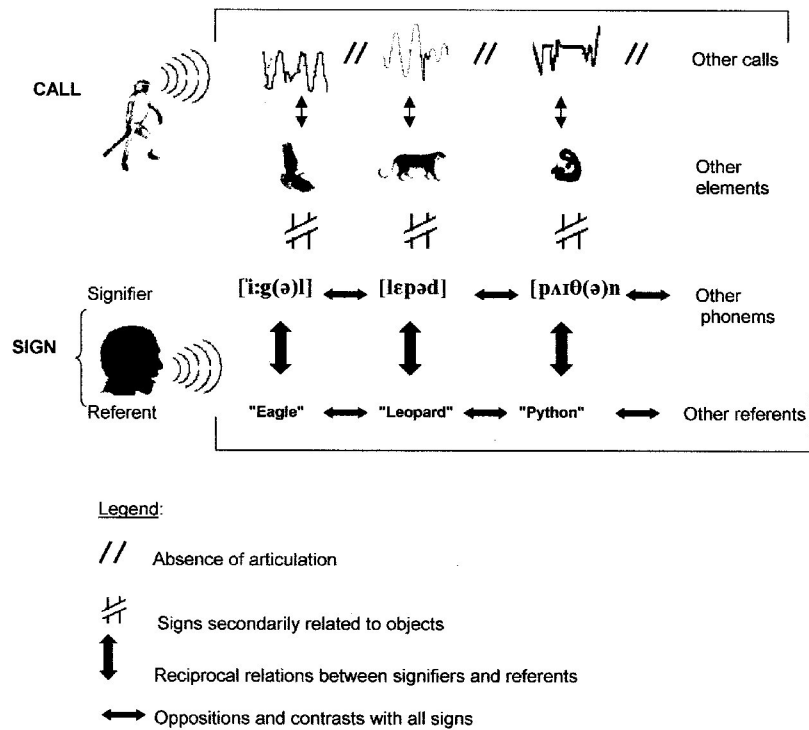 Other calls
CALL
Other
elements
['i:g(ə)l] [lɛpəd] [pʌɪθ(ə)n
Signifier
Other
phonems
SIGN
Referent
"Eagle" "Leopard" "Python" Other referents
Legend:
// Absence of articulation
Signs secondarily related to objects
Reciprocal relations between signifiers and referents
Oppositions and contrasts with all signs